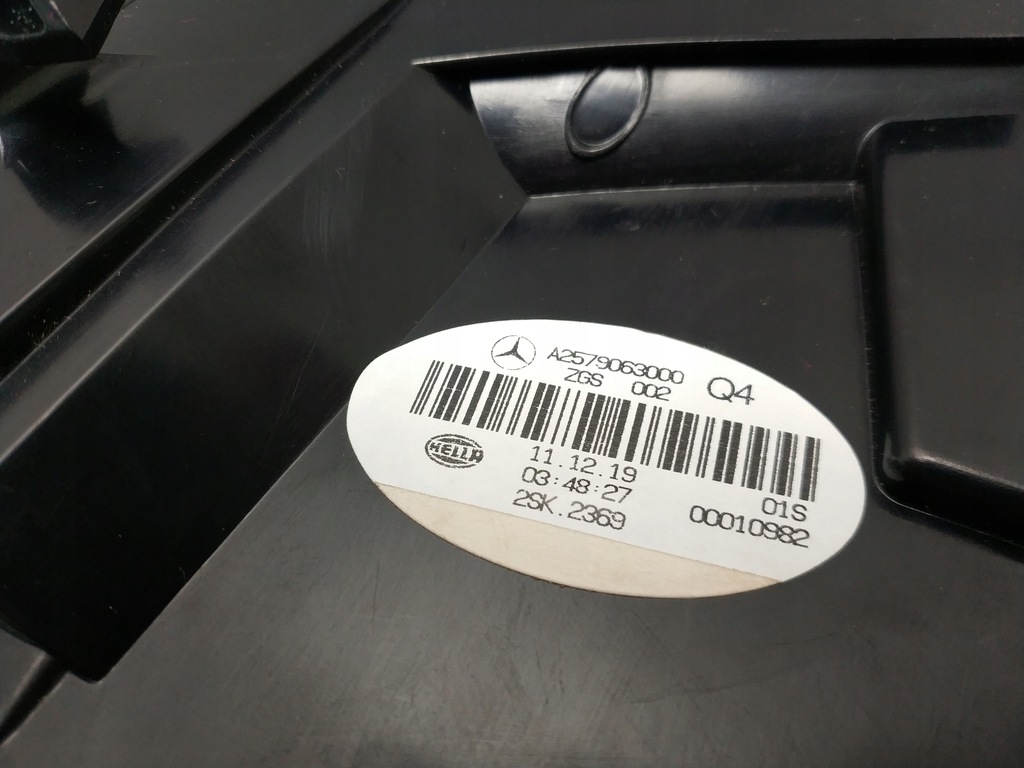 A2579063000 Q4
ZGS 002
HELLA
11.12.19
03:48:27
2SK.2369
01S
00010982